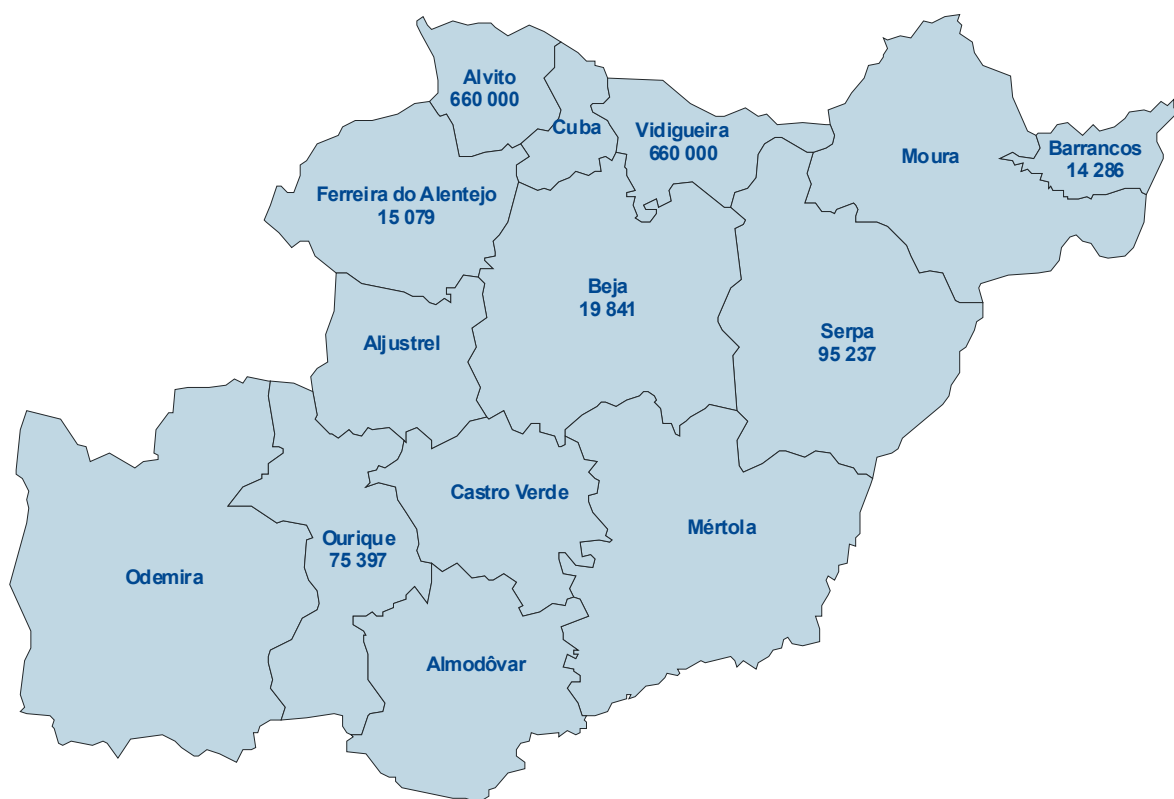 Alvito
660 000
Cuba
Vidigueira
660 000
Moura
Barrancos
14 286
Ferreira do Alentejo
15 079
Beja
19 841
Aljustrel
Serpa
95 237
Castro Verde
Mértola
Ourique
75 397
Odemira
Almodôvar